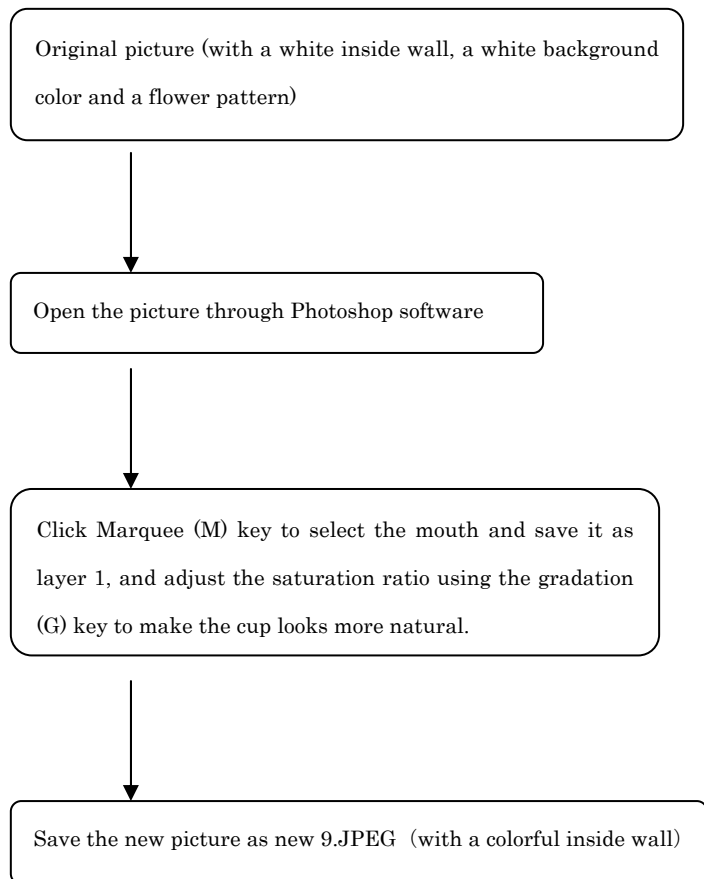 Original picture (with a white inside wall, a white background
color and a flower pattern)
Open the picture through Photoshop software
Click Marquee (M) key to select the mouth and save it as
layer 1, and adjust the saturation ratio using the gradation
(G) key to make the cup looks more natural.
Save the new picture as new 9.JPEG (with a colorful inside wall)